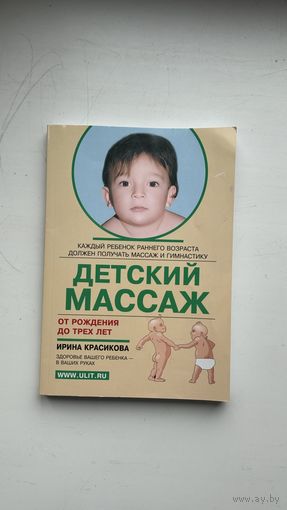 КАЖДЫЙ РЕБЕНОК РАННЕГО ВОЗРАСТА
ДОЛЖЕН ПОЛУЧАТЬ МАССАЖ И ГИМНАСТИКУ
ДЕТСКИЙ
МАССАЖ
ОТ РОЖДЕНИЯ
ДО ТРЕХ ЛЕТ
ИРИНА КРАСИКОВА
ЗДОРОВЬЕ ВАШЕГО РЕБЕНКА —
В ВАШИХ РУКАХ
WWW.ULIT.RU
© www.ay.by